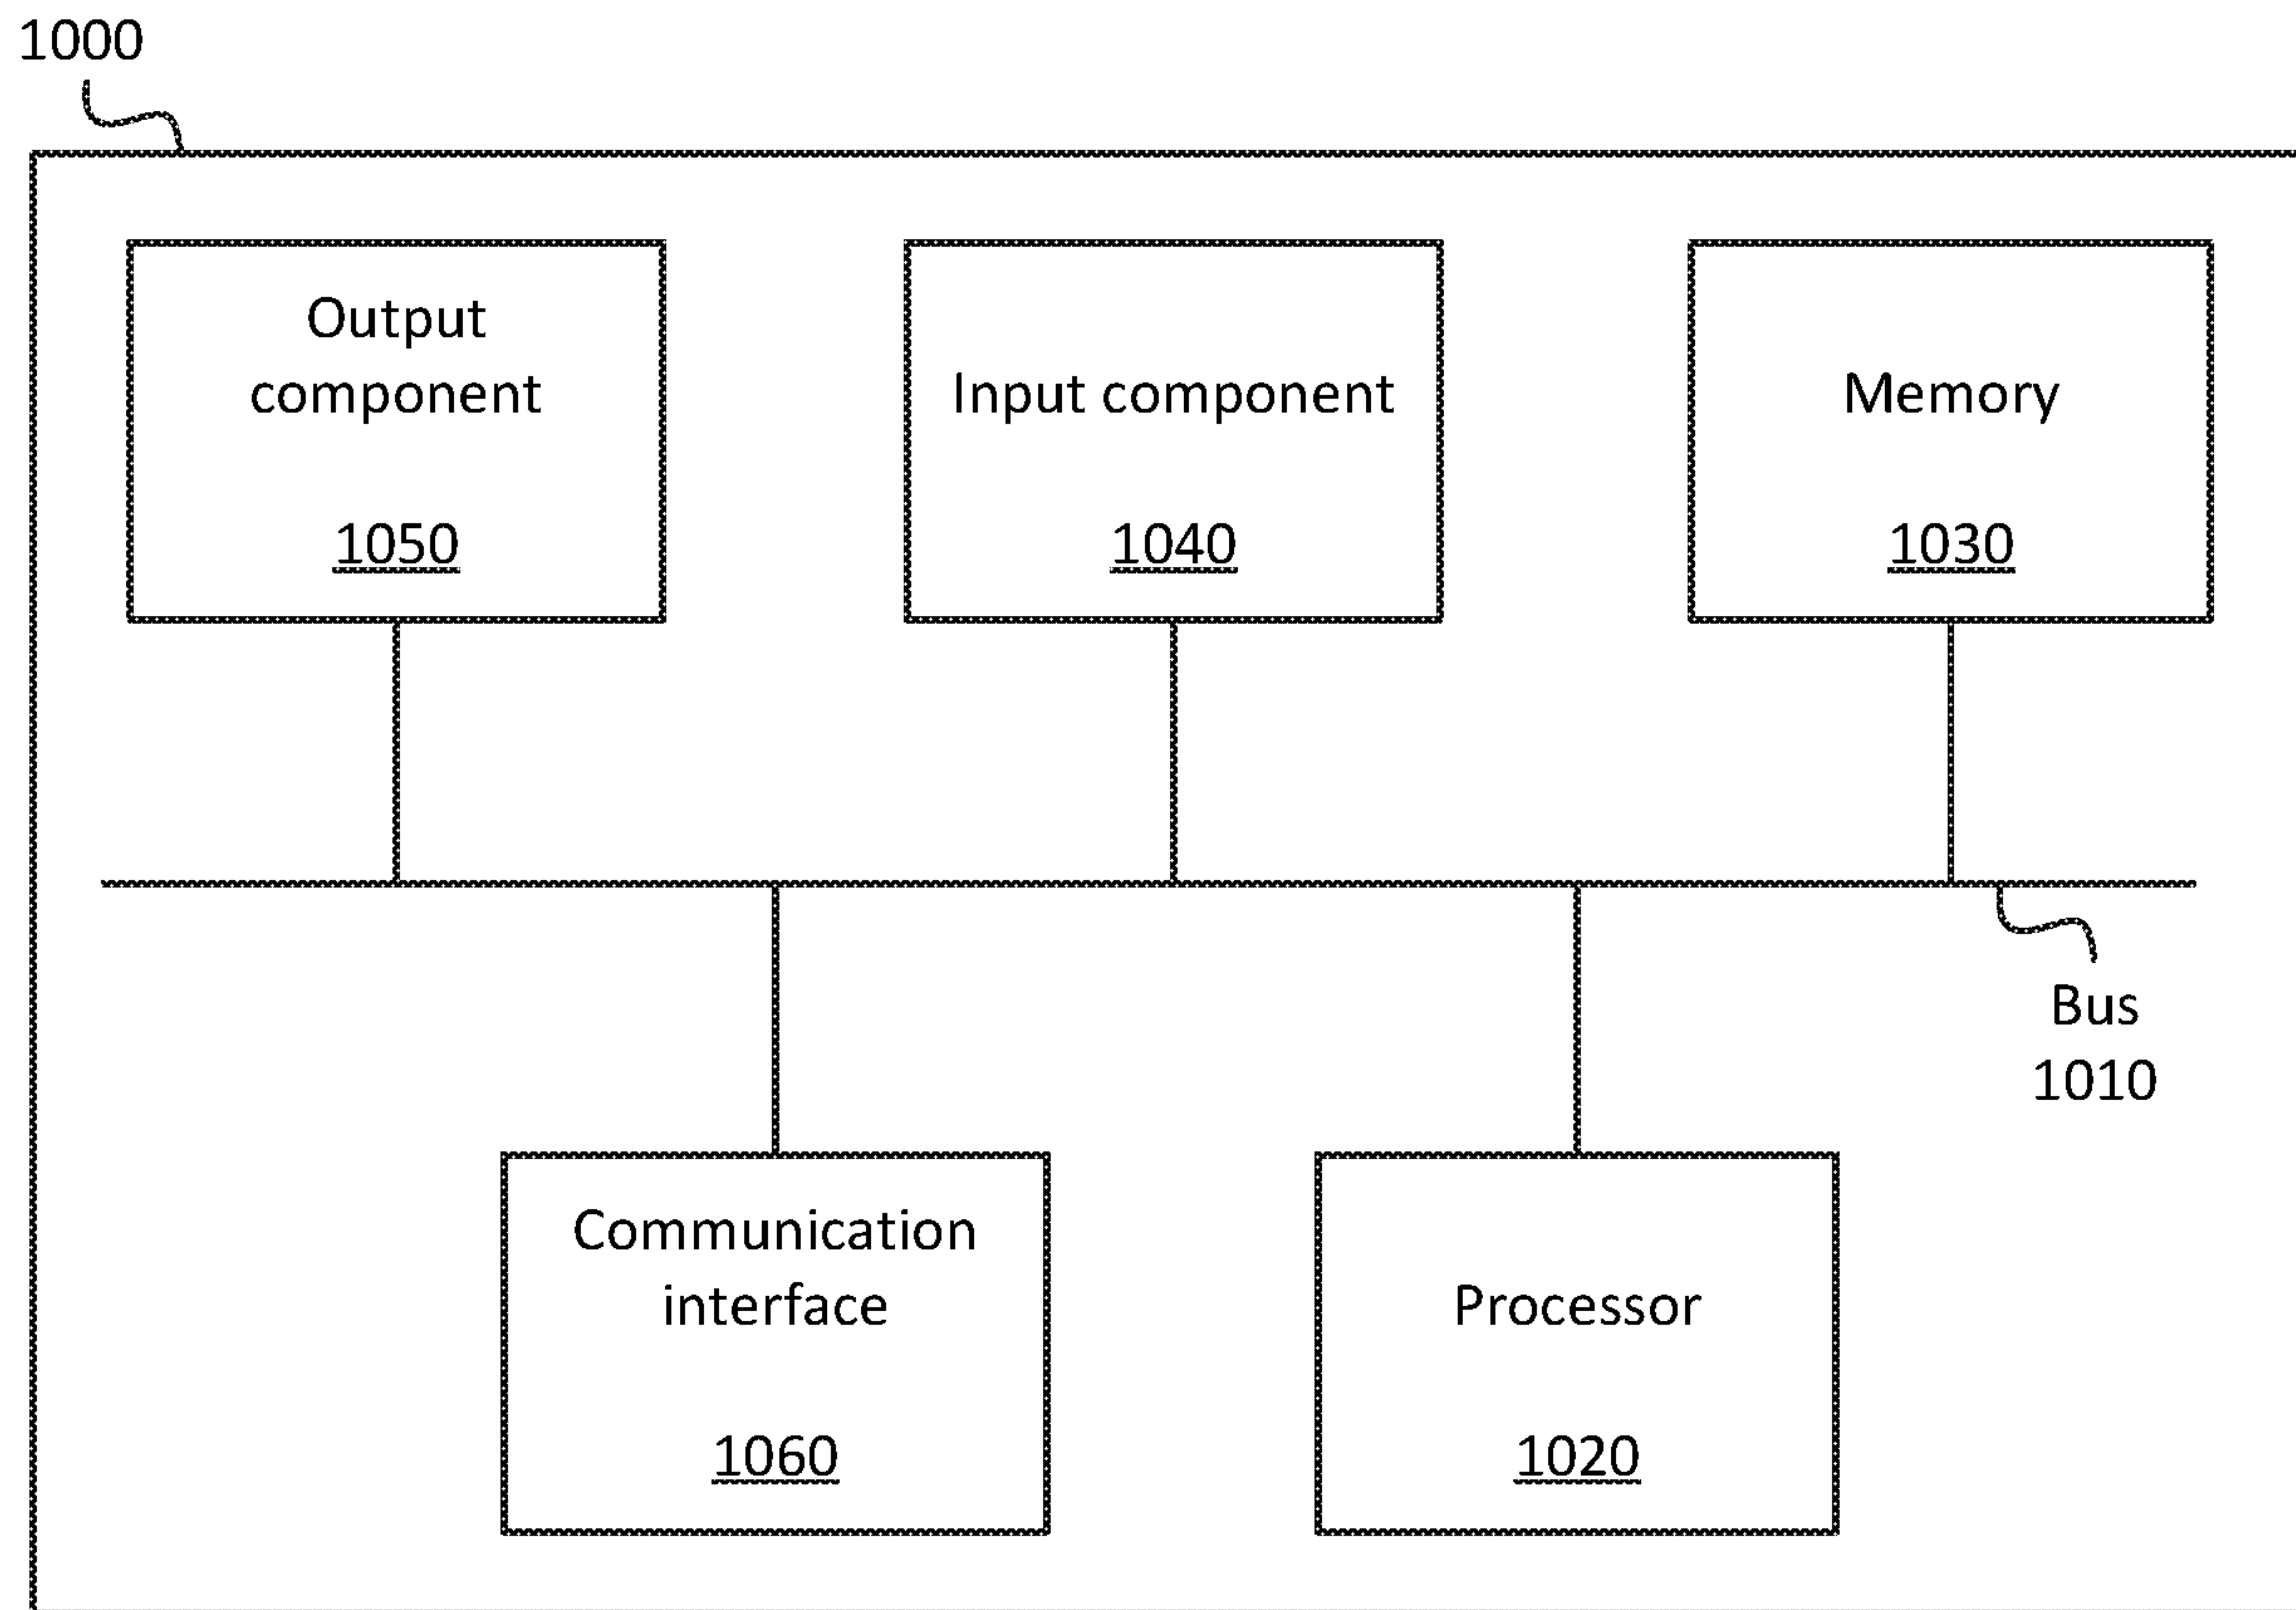 1000
Output
component
1050
Input component
1040
Memory
1030
Bus
1010
Communication
interface
1060
Processor
1020